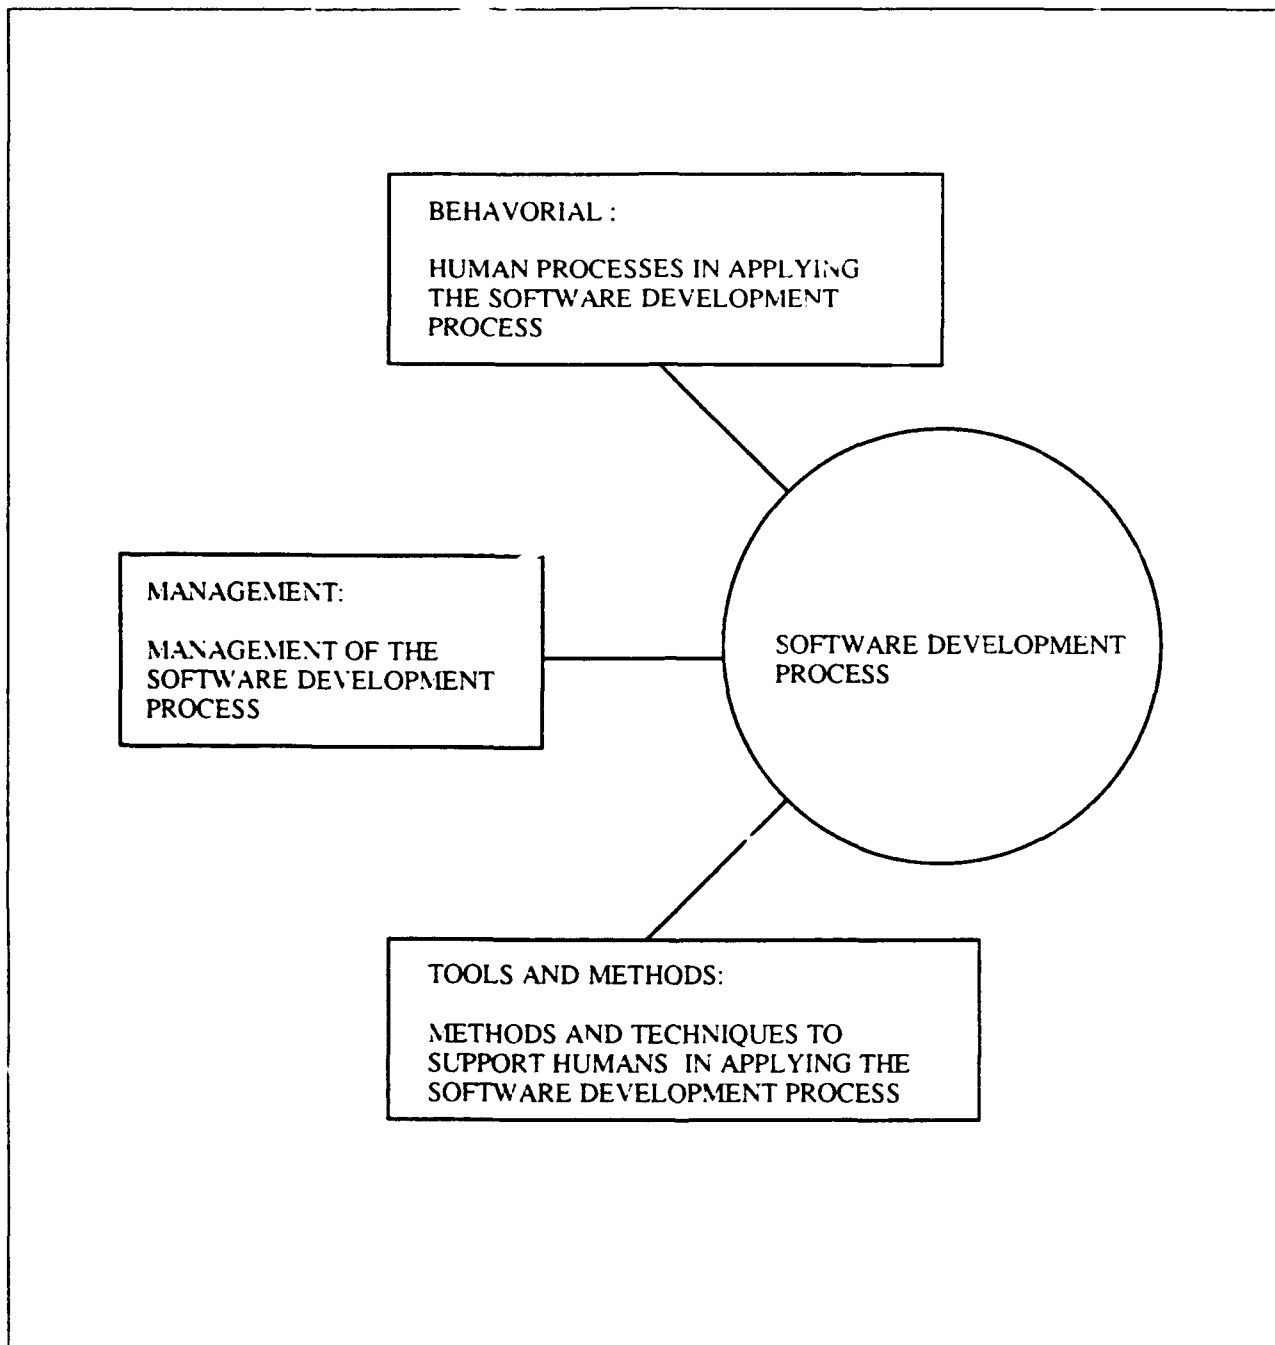 BEHAVORIAL :
HUMAN PROCESSES IN APPLYING
THE SOFTWARE DEVELOPMENT
PROCESS
MANAGEMENT:
MANAGEMENT OF THE
SOFTWARE DEVELOPMENT
PROCESS
SOFTWARE DEVELOPMENT
PROCESS
TOOLS AND METHODS:
METHODS AND TECHNIQUES TO
SUPPORT HUMANS IN APPLYING THE
SOFTWARE DEVELOPMENT PROCESS